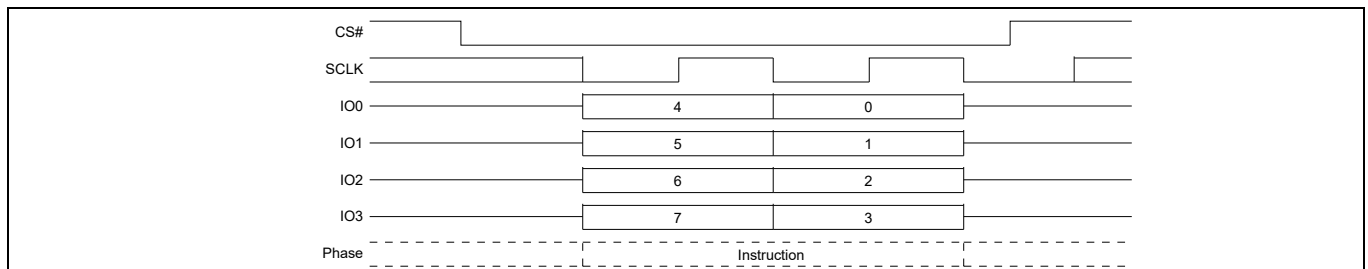 CS#
SCLK
IO0 4 0
IO1 5 1
IO2 6 2
IO3 7 3
Phase Instruction